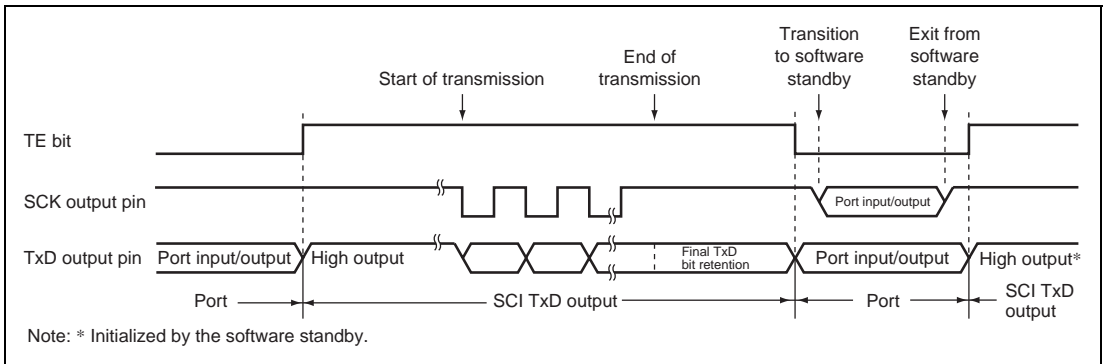 Transition
to software
standby
Exit from
software
standby
Start of transmission
End of
transmission
TE bit
SCK output pin
Port input/output
TxD output pin
Port input/output
High output
Final TxD
bit retention
Port input/output
High output*
Port
SCI TxD output
Port
SCI TxD
output
Note: * Initialized by the software standby.